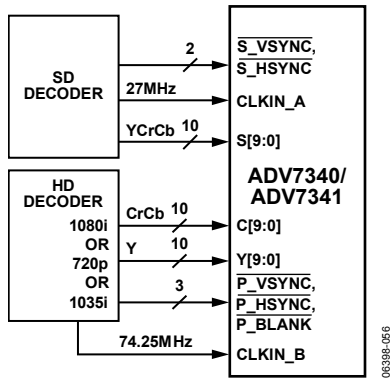 SD
DECODER
2
S_VSYNC,
S_HSYNC
27MHz
CLKIN_A
YCrCb 10
S[9:0]
ADV7340/
ADV7341
HD
DECODER
1080i
OR
720p
OR
1035i
CrCb 10
C[9:0]
Y 10
Y[9:0]
3
P_VSYNC,
P_HSYNC,
P_BLANK
74.25MHz
CLKIN_B
06398-056